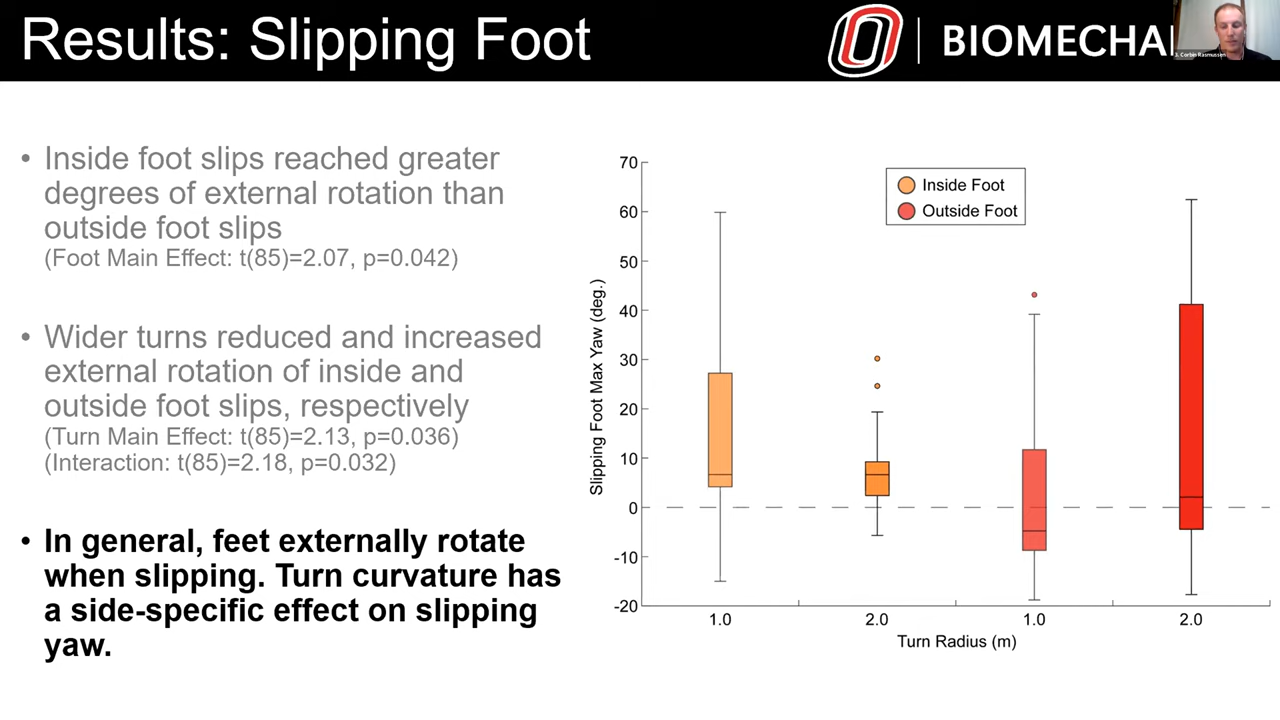 Results: Slipping Foot
BIOMECHA
S. Corbin Rasmussen
• Inside foot slips reached greater
degrees of external rotation than
outside foot slips
(Foot Main Effect: t(85)=2.07, p=0.042)
• Wider turns reduced and increased
external rotation of inside and
outside foot slips, respectively
(Turn Main Effect: t(85)=2.13, p=0.036)
(Interaction: t(85)=2.18, p=0.032)
• In general, feet externally rotate
when slipping. Turn curvature has
a side-specific effect on slipping
yaw.
Slipping Foot Max Yaw (deg.)
70
60
50
40
30
20
10
0
-10
-20
Inside Foot
Outside Foot
1.0 2.0 1.0 2.0
Turn Radius (m)